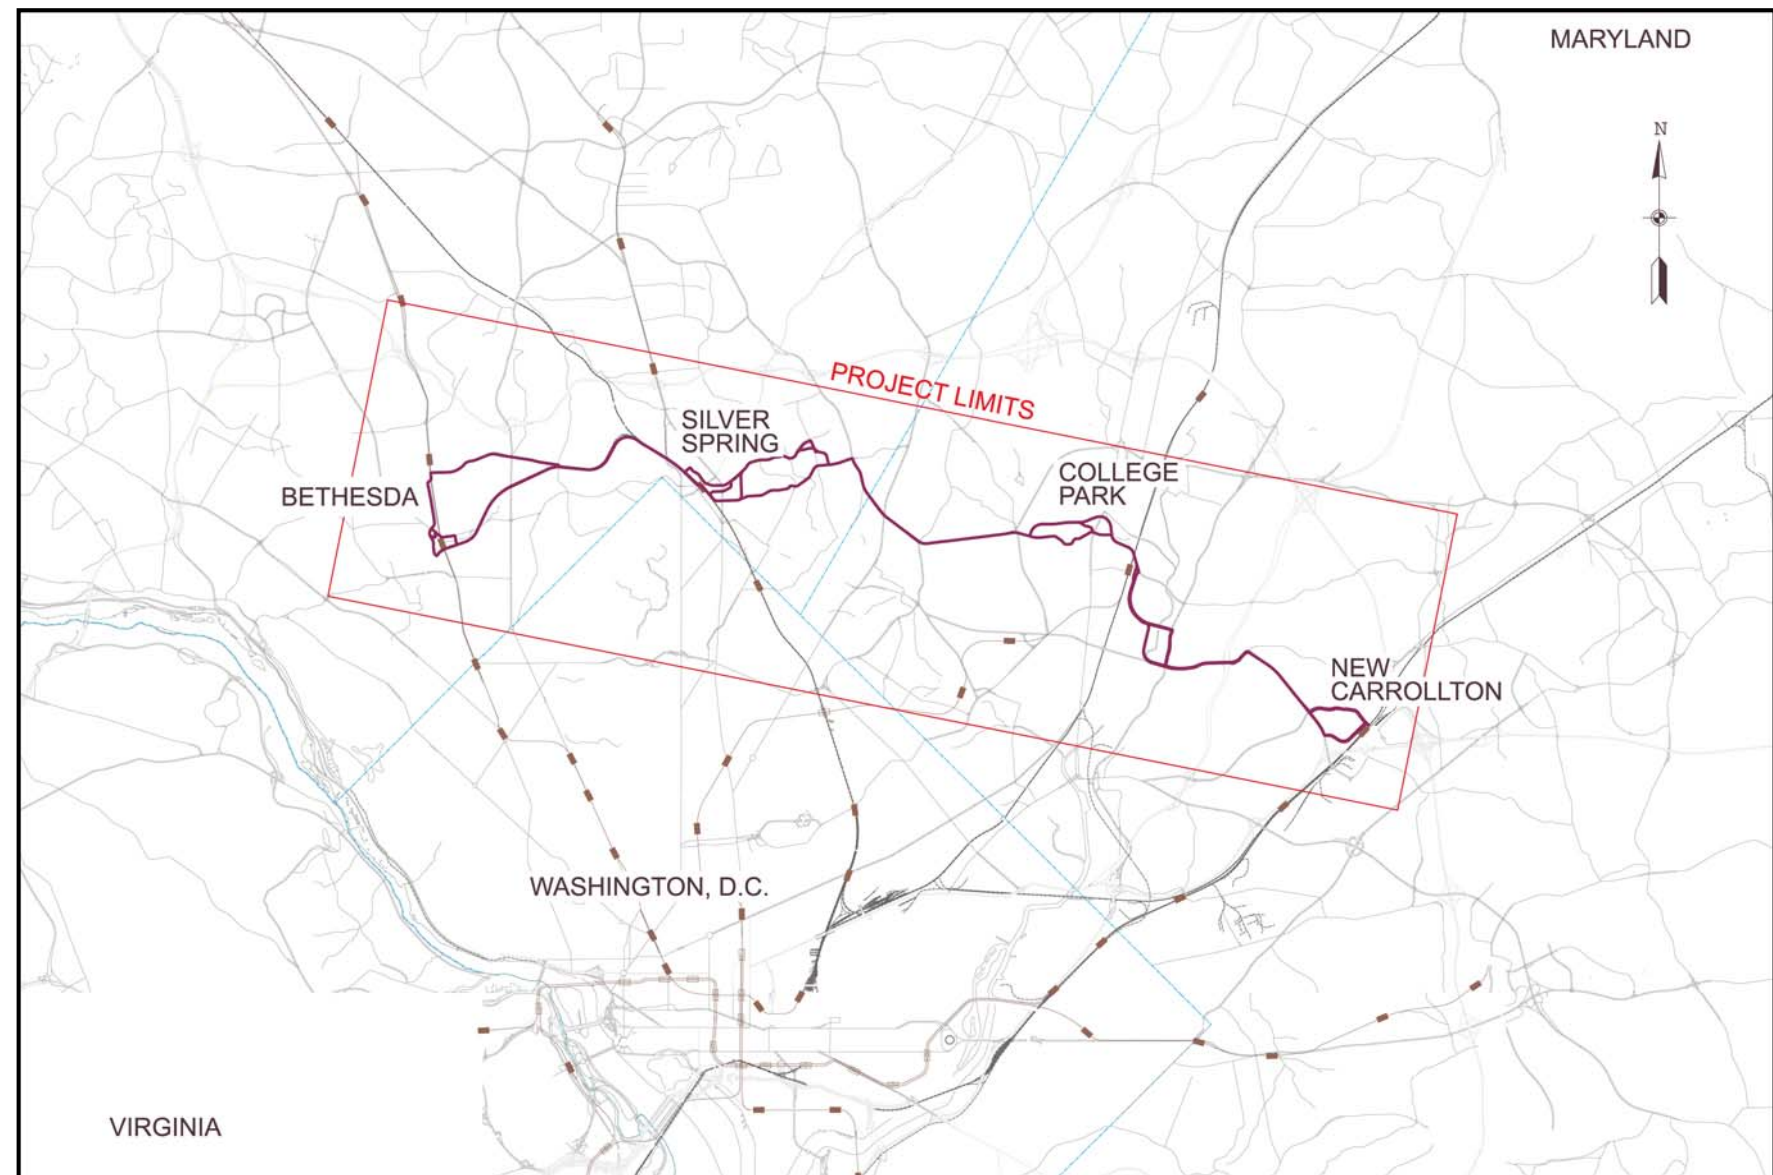 MARYLAND
N
PROJECT LIMITS
SILVER
SPRING
COLLEGE
PARK
BETHESDA
NEW
CARROLLTON
WASHINGTON, D.C.
VIRGINIA